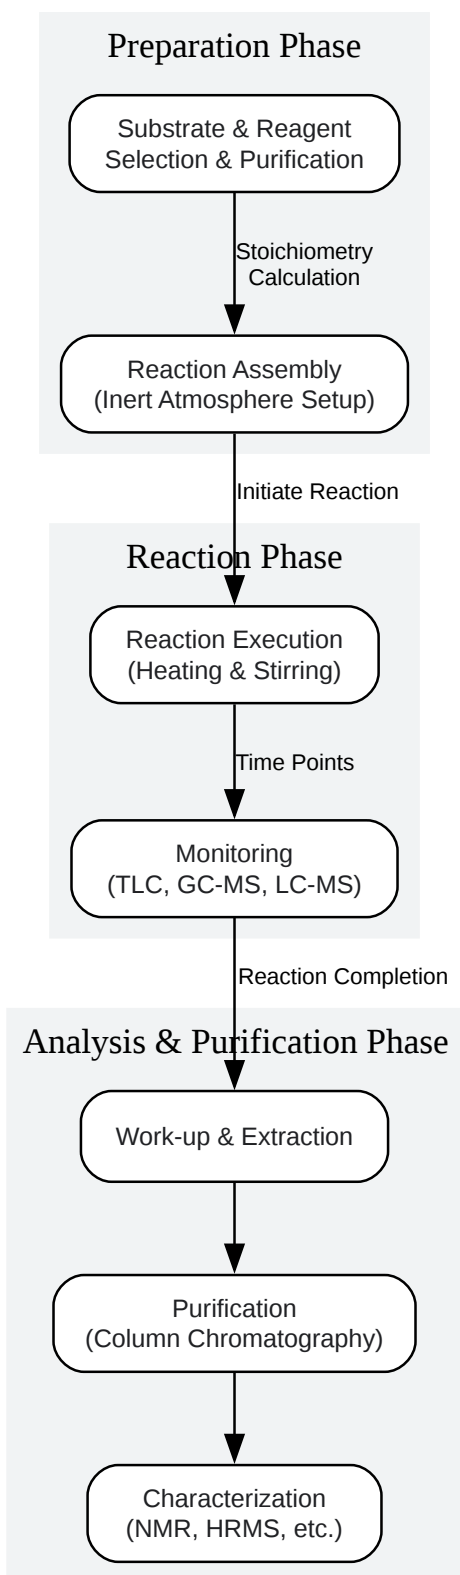 Preparation Phase
Substrate & Reagent
Selection & Purification
Stoichiometry
Calculation
Reaction Assembly
(Inert Atmosphere Setup)
Initiate Reaction
Reaction Phase
Reaction Execution
(Heating & Stirring)
Time Points
Monitoring
(TLC, GC-MS, LC-MS)
Reaction Completion
Analysis & Purification Phase
Work-up & Extraction
Purification
(Column Chromatography)
Characterization
(NMR, HRMS, etc.)